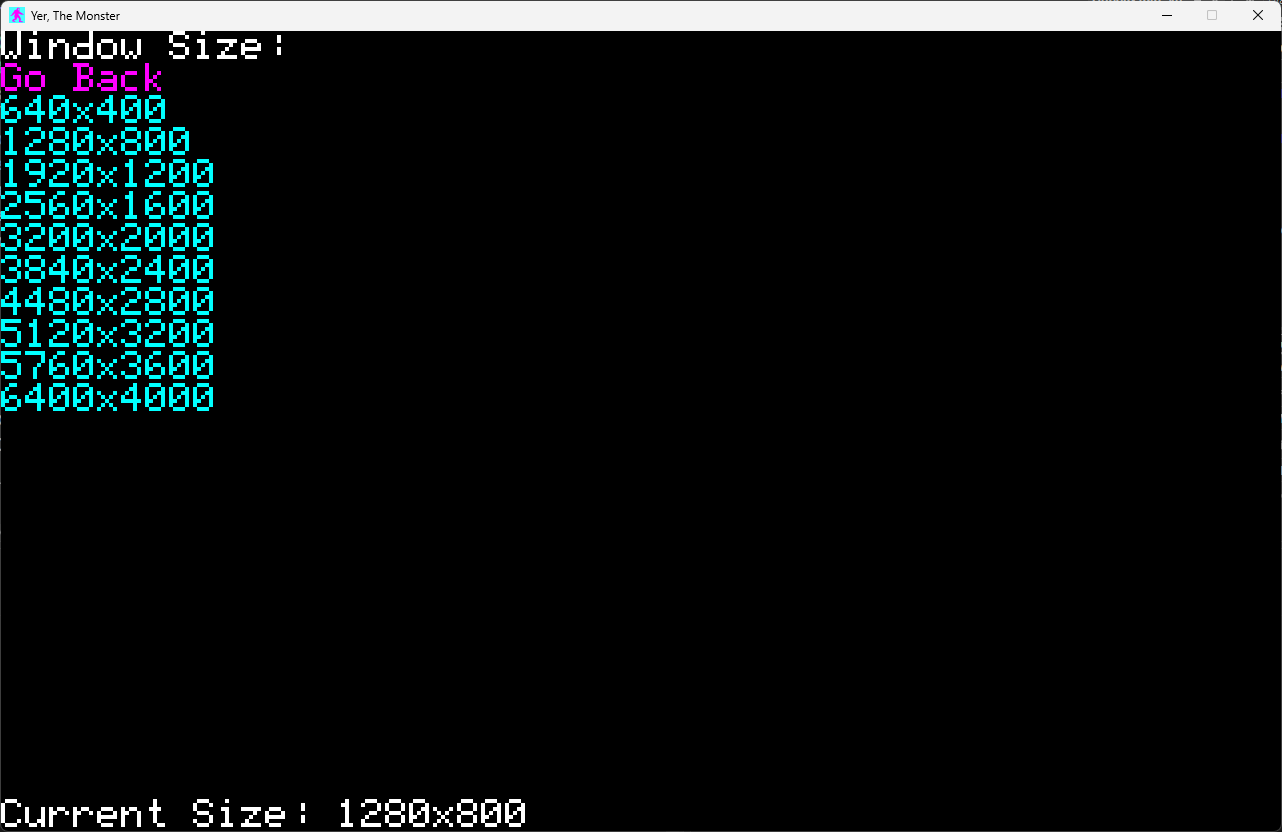 Yer, The Monster
Window Size:
Go Back
640x400
1280x800
1920x1200
2560x1600
3200x2000
3840x2400
4480x2800
5120x3200
5760x3600
6400x4000
Current Size: 1280x800